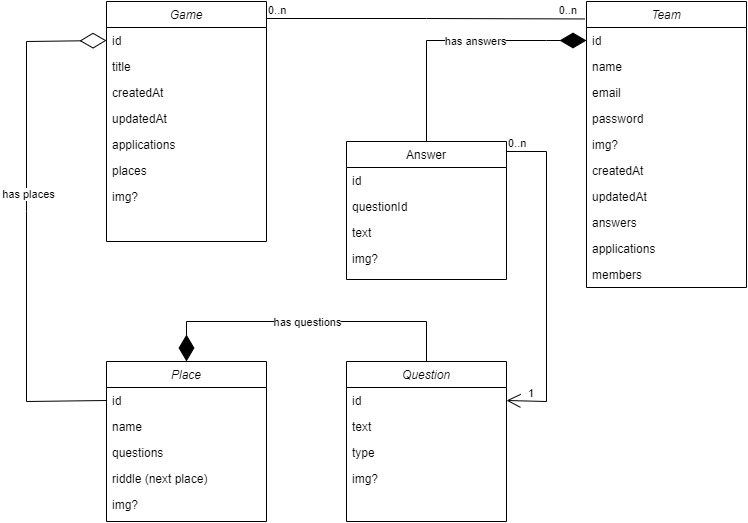 Game
id
title
createdAt
updatedAt
applications
places
img?
0..n
0..n
Team
id
name
email
password
img?
createdAt
updatedAt
answers
applications
members
has answers
Answer
id
questionId
text
img?
0..n
has places
has questions
Place
id
name
questions
riddle (next place)
img?
Question
id
text
type
img?
1